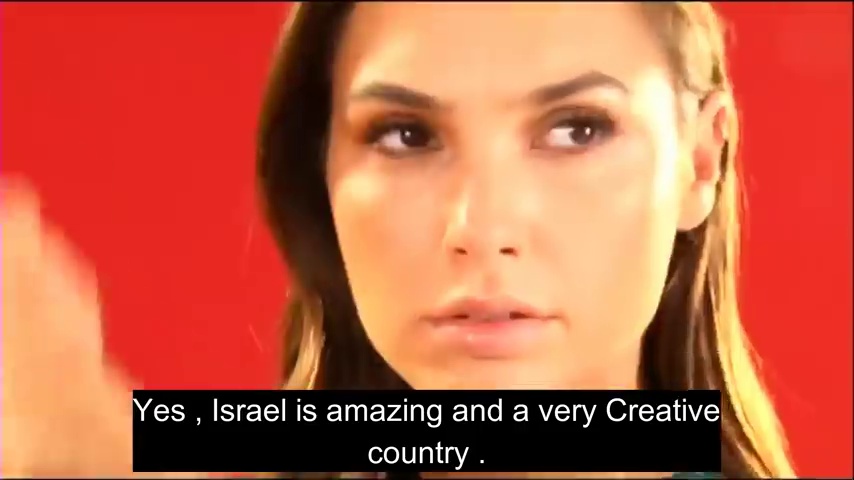 Yes , Israel is amazing and a very Creative
country .